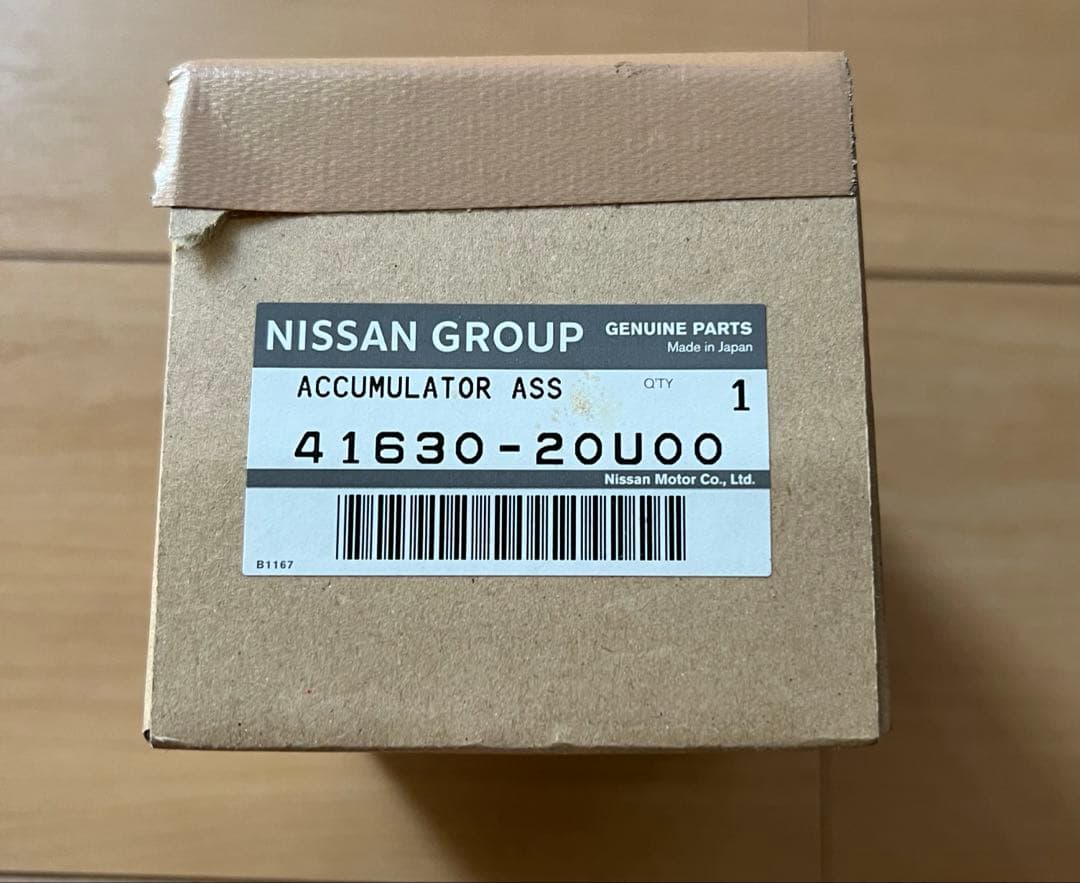 NISSAN GROUP GENUINE PARTS
Made in Japan
ACCUMULATOR ASS Q'TY 1
41630-20U00
Nissan Motor Co., Ltd.
B1167